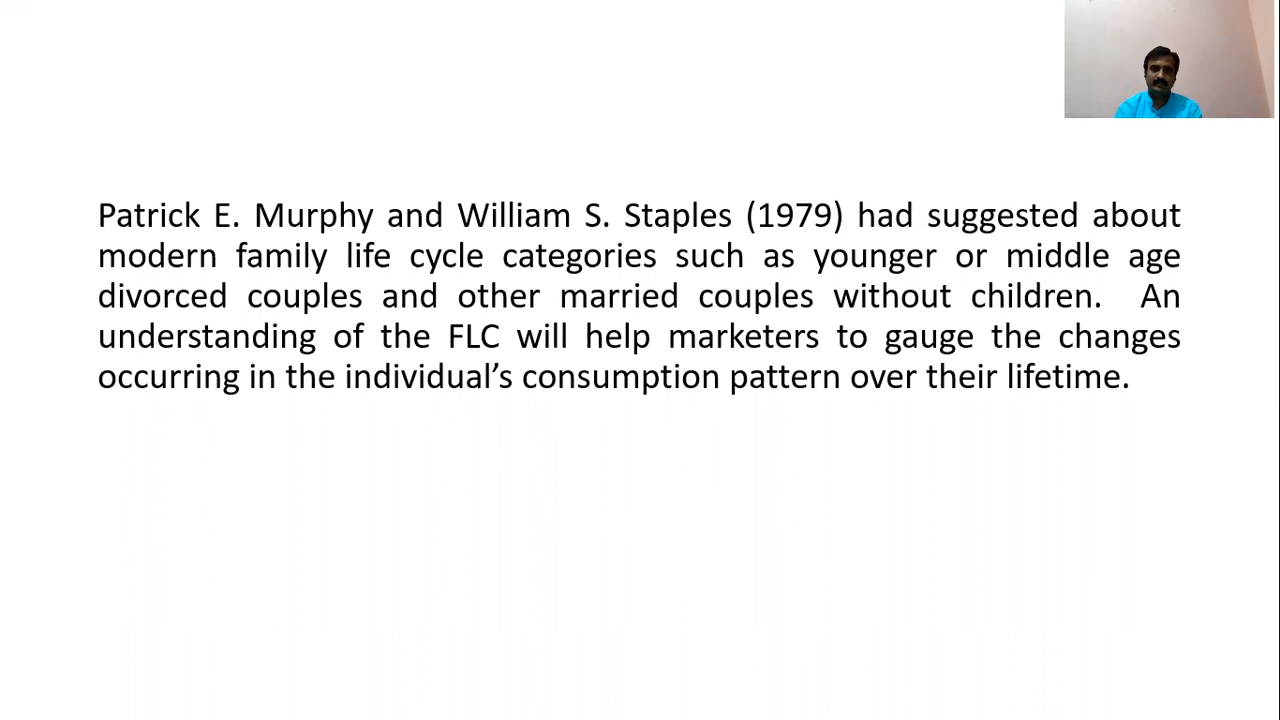 Patrick E. Murphy and William S. Staples (1979) had suggested about
modern family life cycle categories such as younger or middle age
divorced couples and other married couples without children.  An
understanding of the FLC will help marketers to gauge the changes
occurring in the individual’s consumption pattern over their lifetime.